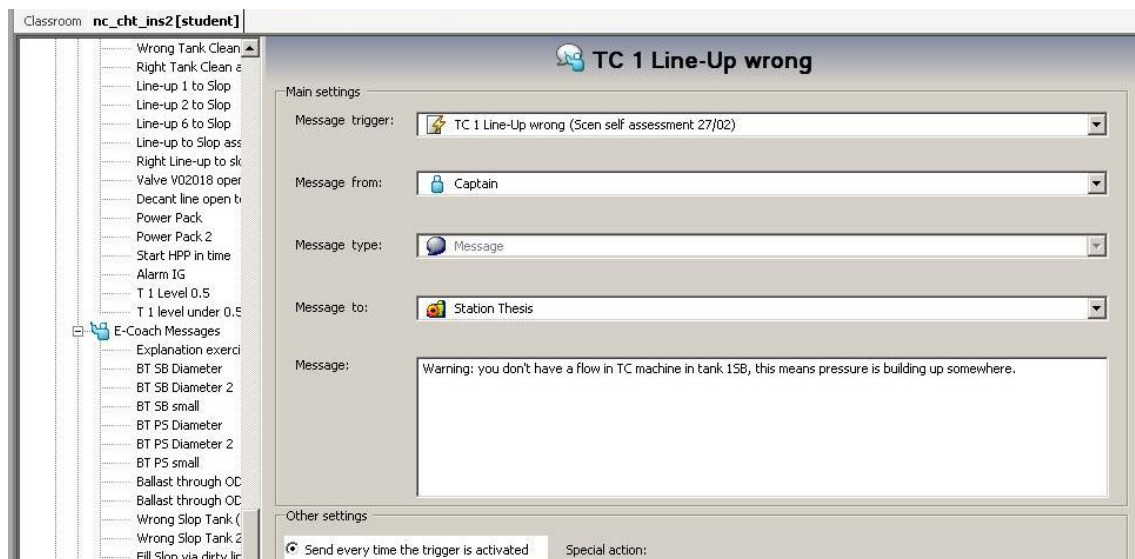 Classroom nc_cht_ins2 [student]
Wrong Tank Clean
Right Tank Clean a
Line-up 1 to Slop
Line-up 2 to Slop
Line-up 6 to Slop
Line-up to Slop ass
Right Line-up to slo
Valve V02018 oper
Decant line open to
Power Pack
Power Pack 2
Start HPP in time
Alarm IG
T 1 Level 0.5
T 1 level under 0.5
E-Coach Messages
Explanation exerci
BT SB Diameter
BT SB Diameter 2
BT SB small
BT PS Diameter
BT PS Diameter 2
BT PS small
Ballast through OD
Ballast through OD
Wrong Slop Tank (
Wrong Slop Tank 2
Fill Slop via dirty lin
TC 1 Line-Up wrong
Main settings
Message trigger: TC 1 Line-Up wrong (Scen self assessment 27/02)
Message from: Captain
Message type: Message
Message to: Station Thesis
Message: Warning: you don't have a flow in TC machine in tank 1SB, this means pressure is building up somewhere.
Other settings
Send every time the trigger is activated Special action: